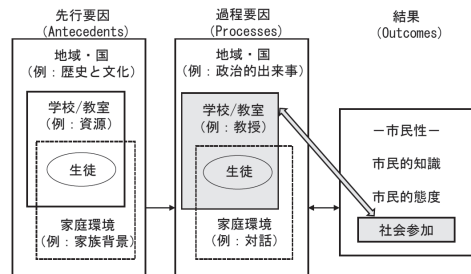 先行要因
(Antecedents)
地域・国
(例：歴史と文化)
学校/教室
(例：資源)
生徒
家庭環境
(例：家族背景)
過程要因
(Processes)
地域・国
(例：政治的出来事)
学校/教室
(例：教授)
生徒
家庭環境
(例：対話)
結果
(Outcomes)
－市民性－
市民的知識
市民的態度
社会参加